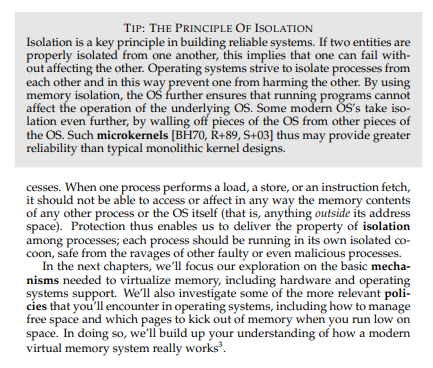 TIP: THE PRINCIPLE OF ISOLATION
Isolation is a key principle in building reliable systems. If two entities are
properly isolated from one another, this implies that one can fail with-
out affecting the other. Operating systems strive to isolate processes from
each other and in this way prevent one from harming the other. By using
memory isolation, the OS further ensures that running programs cannot
affect the operation of the underlying OS. Some modern OS's take iso-
lation even further, by walling off pieces of the OS from other pieces of
the OS. Such microkernels [BH70, R+89, S+03] thus may provide greater
reliability than typical monolithic kernel designs.
cesses. When one process performs a load, a store, or an instruction fetch,
it should not be able to access or affect in any way the memory contents
of any other process or the OS itself (that is, anything outside its address
space). Protection thus enables us to deliver the property of isolation
among processes; each process should be running in its own isolated co-
coon, safe from the ravages of other faulty or even malicious processes.
In the next chapters, we'll focus our exploration on the basic mecha-
nisms needed to virtualize memory, including hardware and operating
systems support. We'll also investigate some of the more relevant poli-
cies that you'll encounter in operating systems, including how to manage
free space and which pages to kick out of memory when you run low on
space. In doing so, we'll build up your understanding of how a modern
virtual memory system really works³.